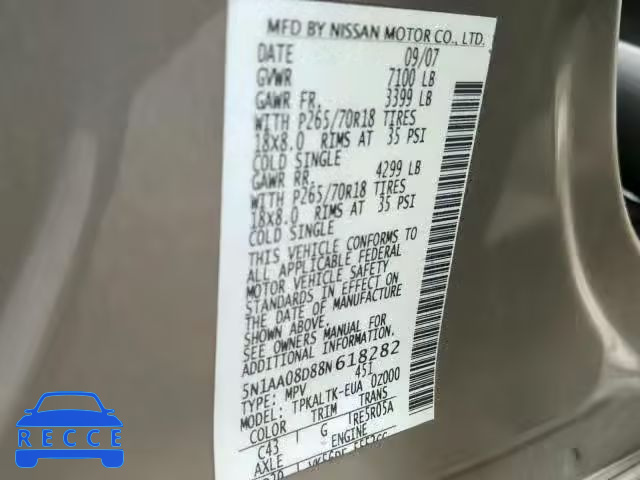 MFD BY NISSAN MOTOR CO., LTD.
DATE 09/07
GVWR 7100 LB
GAWR FR. 3399 LB
WITH P265/70R18 TIRES
18X8.0 RIMS AT 35 PSI
COLD SINGLE
GAWR RR. 4299 LB
WITH P265/70R18 TIRES
18X8.0 RIMS AT 35 PSI
COLD SINGLE
THIS VEHICLE CONFORMS TO
ALL APPLICABLE FEDERAL
MOTOR VEHICLE SAFETY
STANDARDS IN EFFECT ON
THE DATE OF MANUFACTURE
SHOWN ABOVE.
SEE OWNERS MANUAL FOR
ADDITIONAL INFORMATION.
5N1AA08D88N618282
TYPE: MPV 451
MODEL: TPKALTK-EUA 0Z000
COLOR TRIM TRANS
C43 G RE5R05A
AXLE ENGINE
RECCE